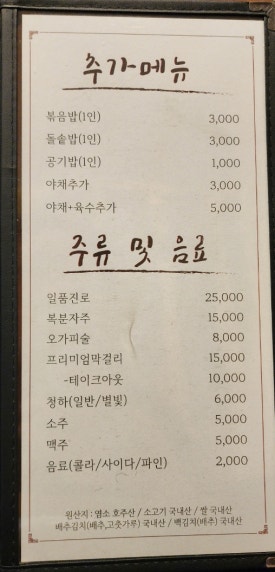 추가메뉴
볶음밥(1인) 3,000
돌솥밥(1인) 3,000
공기밥(1인) 1,000
야채추가 3,000
야채+육수추가 5,000
주류 및 음료
일품진로 25,000
복분자주 15,000
오가피술 8,000
프리미엄막걸리 15,000
-테이크아웃 10,000
청하(일반/별빛) 6,000
소주 5,000
맥주 5,000
음료(콜라/사이다/파인) 2,000
원산지 : 염소 호주산 / 소고기 국내산 / 쌀 국내산
배추김치(배추,고춧가루) 국내산 / 백김치(배추) 국내산